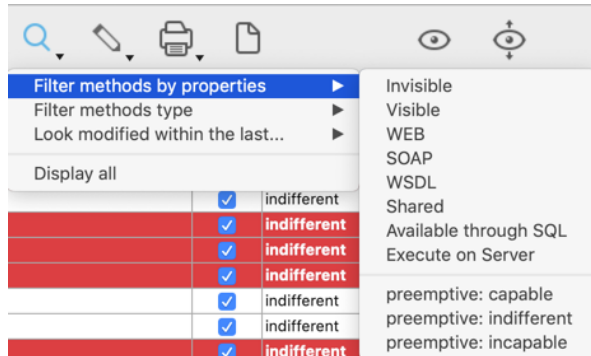 Filter methods by properties
Filter methods type
Look modified within the last...
Display all
Invisible
Visible
WEB
SOAP
WSDL
Shared
Available through SQL
Execute on Server
preemptive: capable
preemptive: indifferent
preemptive: incapable
indifferent
indifferent
indifferent
indifferent
indifferent
indifferent
indifferent